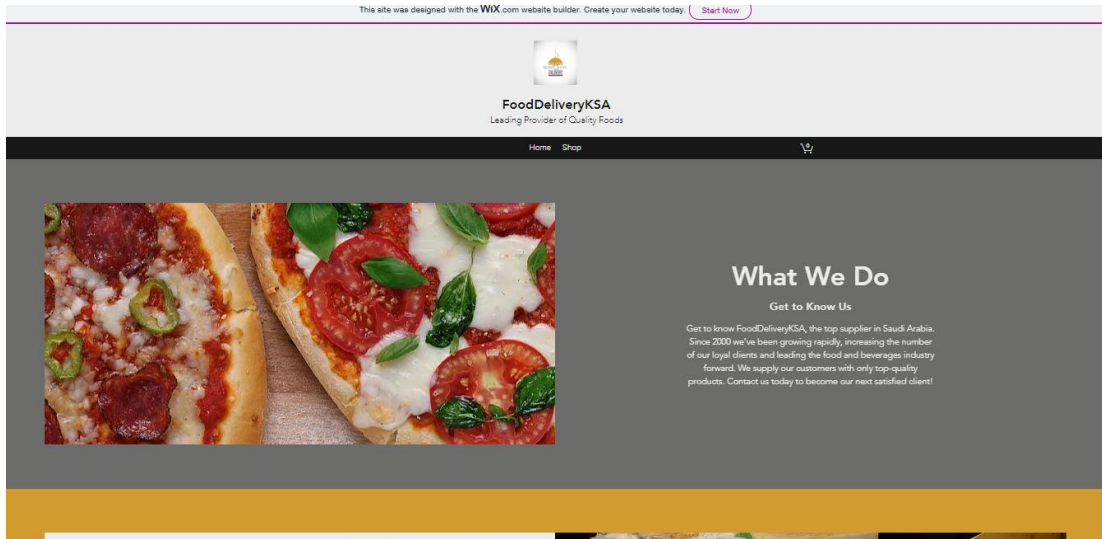 This site was designed with the WiX.com website builder. Create your website today. Start Now
FoodDeliveryKSA
Leading Provider of Quality Foods
Home Shop 0
What We Do
Get to Know Us
Get to know FoodDeliveryKSA, the top supplier in Saudi Arabia.
Since 2000 we've been growing rapidly, increasing the number
of our loyal clients and leading the food and beverages industry
forward. We supply our customers with only top-quality
products. Contact us today to become our next satisfied client!